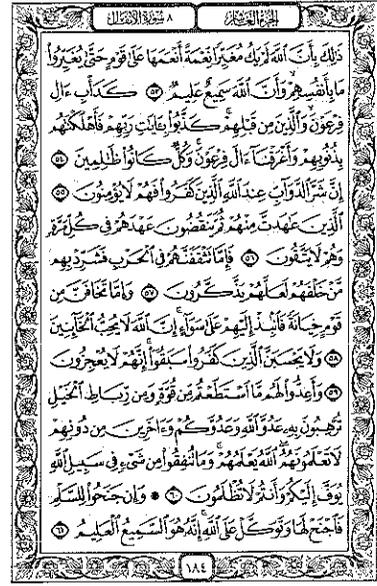 الجزء العاشر
٨ سورة الأنفال
ذَٰلِكَ بِأَنَّ ٱللَّهَ لَمْ يَكُ مُغَيِّرًا نِّعْمَةً أَنْعَمَهَا عَلَىٰ قَوْمٍ حَتَّىٰ يُغَيِّرُوا۟
مَا بِأَنفُسِهِمْ وَأَنَّ ٱللَّهَ سَمِيعٌ عَلِيمٌ ٥٣ كَدَأْبِ ءَالِ
فِرْعَوْنَ وَٱلَّذِينَ مِن قَبْلِهِمْ كَذَّبُوا۟ بِـَٔايَٰتِ رَبِّهِمْ فَأَهْلَكْنَٰهُم
بِذُنُوبِهِمْ وَأَغْرَقْنَآ ءَالَ فِرْعَوْنَ وَكُلٌّ كَانُوا۟ ظَٰلِمِينَ ٥٤
إِنَّ شَرَّ ٱلدَّوَآبِّ عِندَ ٱللَّهِ ٱلَّذِينَ كَفَرُوا۟ فَهُمْ لَا يُؤْمِنُونَ ٥٥
ٱلَّذِينَ عَٰهَدتَّ مِنْهُمْ ثُمَّ يَنقُضُونَ عَهْدَهُمْ فِى كُلِّ مَرَّةٍ
وَهُمْ لَا يَتَّقُونَ ٥٦ فَإِمَّا تَثْقَفَنَّهُمْ فِى ٱلْحَرْبِ فَشَرِّدْ بِهِم
مَّنْ خَلْفَهُمْ لَعَلَّهُمْ يَذَّكَّرُونَ ٥٧ وَإِمَّا تَخَافَنَّ مِن
قَوْمٍ خِيَانَةً فَٱنۢبِذْ إِلَيْهِمْ عَلَىٰ سَوَآءٍ إِنَّ ٱللَّهَ لَا يُحِبُّ ٱلْخَآئِنِينَ
٥٨ وَلَا يَحْسَبَنَّ ٱلَّذِينَ كَفَرُوا۟ سَبَقُوٓا۟ إِنَّهُمْ لَا يُعْجِزُونَ
٥٩ وَأَعِدُّوا۟ لَهُم مَّا ٱسْتَطَعْتُم مِّن قُوَّةٍ وَمِن رِّبَاطِ ٱلْخَيْلِ
تُرْهِبُونَ بِهِۦ عَدُوَّ ٱللَّهِ وَعَدُوَّكُمْ وَءَاخَرِينَ مِن دُونِهِمْ
لَا تَعْلَمُونَهُمُ ٱللَّهُ يَعْلَمُهُمْ وَمَا تُنفِقُوا۟ مِن شَىْءٍ فِى سَبِيلِ ٱللَّهِ
يُوَفَّ إِلَيْكُمْ وَأَنتُمْ لَا تُظْلَمُونَ ٦٠ ۞ وَإِن جَنَحُوا۟ لِلسَّلْمِ
فَٱجْنَحْ لَهَا وَتَوَكَّلْ عَلَى ٱللَّهِ إِنَّهُۥ هُوَ ٱلسَّمِيعُ ٱلْعَلِيمُ ٦١
١٨٤